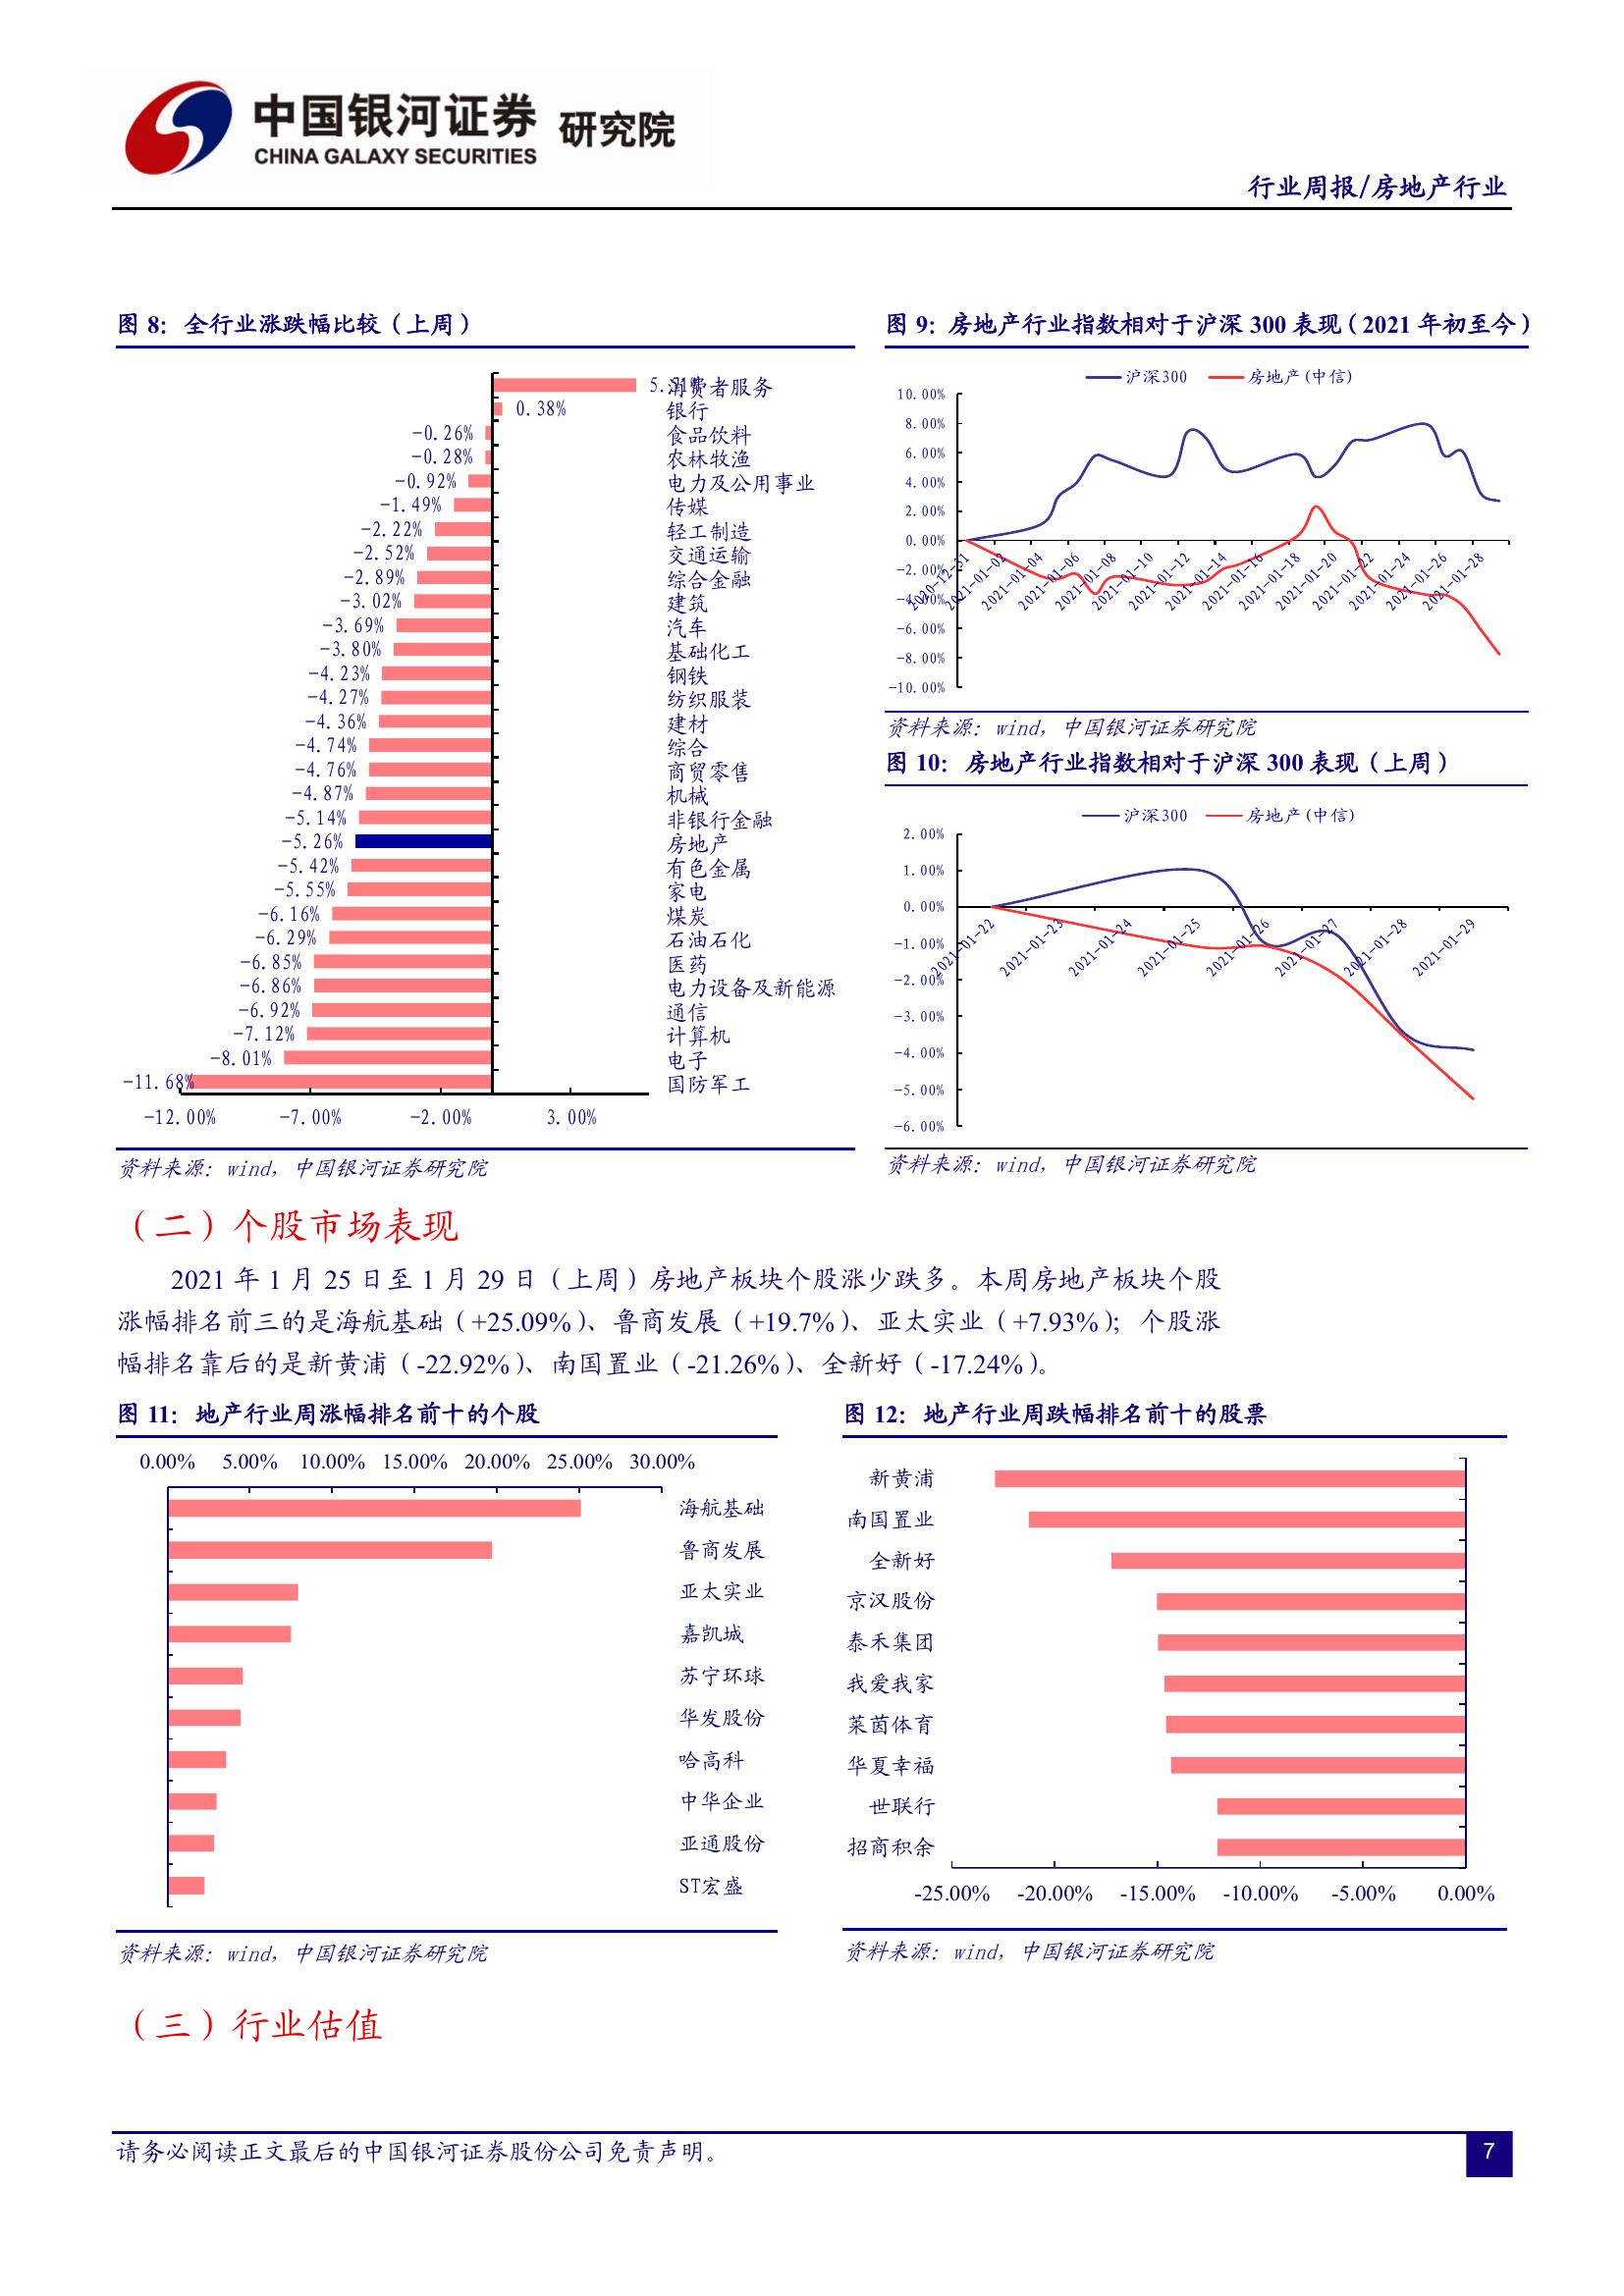 中国银河证券 研究院
CHINA GALAXY SECURITIES
行业周报/房地产行业
图 8：全行业涨跌幅比较（上周）
消费者服务
0.38% 银行
-0.26% 食品饮料
-0.28% 农林牧渔
-0.92% 电力及公用事业
-1.49% 传媒
-2.22% 轻工制造
-2.52% 交通运输
-2.89% 综合金融
-3.02% 建筑
-3.69% 汽车
-3.80% 基础化工
-4.23% 钢铁
-4.27% 纺织服装
-4.36% 建材
-4.74% 综合
-4.76% 商贸零售
-4.87% 机械
-5.14% 非银行金融
-5.26% 房地产
-5.42% 有色金属
-5.55% 家电
-6.16% 煤炭
-6.29% 石油石化
-6.85% 医药
-6.86% 电力设备及新能源
-6.92% 通信
-7.12% 计算机
-8.01% 电子
-11.68% 国防军工
-12.00% -7.00% -2.00% 3.00%
资料来源：wind，中国银河证券研究院
图 9：房地产行业指数相对于沪深 300 表现（2021 年初至今）
沪深300 房地产(中信)
10.00%
8.00%
6.00%
4.00%
2.00%
0.00%
-2.00%
-4.00%
-6.00%
-8.00%
-10.00%
2020-12-31 2021-01-02 2021-01-04 2021-01-06 2021-01-08 2021-01-10 2021-01-12 2021-01-14 2021-01-16 2021-01-18 2021-01-20 2021-01-22 2021-01-24 2021-01-26 2021-01-28
资料来源：wind，中国银河证券研究院
图 10：房地产行业指数相对于沪深 300 表现（上周）
沪深300 房地产(中信)
2.00%
1.00%
0.00%
-1.00%
-2.00%
-3.00%
-4.00%
-5.00%
-6.00%
2021-01-22 2021-01-23 2021-01-24 2021-01-25 2021-01-26 2021-01-27 2021-01-28 2021-01-29
资料来源：wind，中国银河证券研究院
（二）个股市场表现
2021 年 1 月 25 日至 1 月 29 日（上周）房地产板块个股涨少跌多。本周房地产板块个股
涨幅排名前三的是海航基础（+25.09%）、鲁商发展（+19.7%）、亚太实业（+7.93%）；个股涨
幅排名靠后的是新黄浦（-22.92%）、南国置业（-21.26%）、全新好（-17.24%）。
图 11：地产行业周涨幅排名前十的个股
0.00% 5.00% 10.00% 15.00% 20.00% 25.00% 30.00%
海航基础
鲁商发展
亚太实业
嘉凯城
苏宁环球
华发股份
哈高科
中华企业
亚通股份
ST宏盛
资料来源：wind，中国银河证券研究院
图 12：地产行业周跌幅排名前十的股票
新黄浦
南国置业
全新好
京汉股份
泰禾集团
我爱我家
莱茵体育
华夏幸福
世联行
招商积余
-25.00% -20.00% -15.00% -10.00% -5.00% 0.00%
资料来源：wind，中国银河证券研究院
（三）行业估值
请务必阅读正文最后的中国银河证券股份公司免责声明。
7